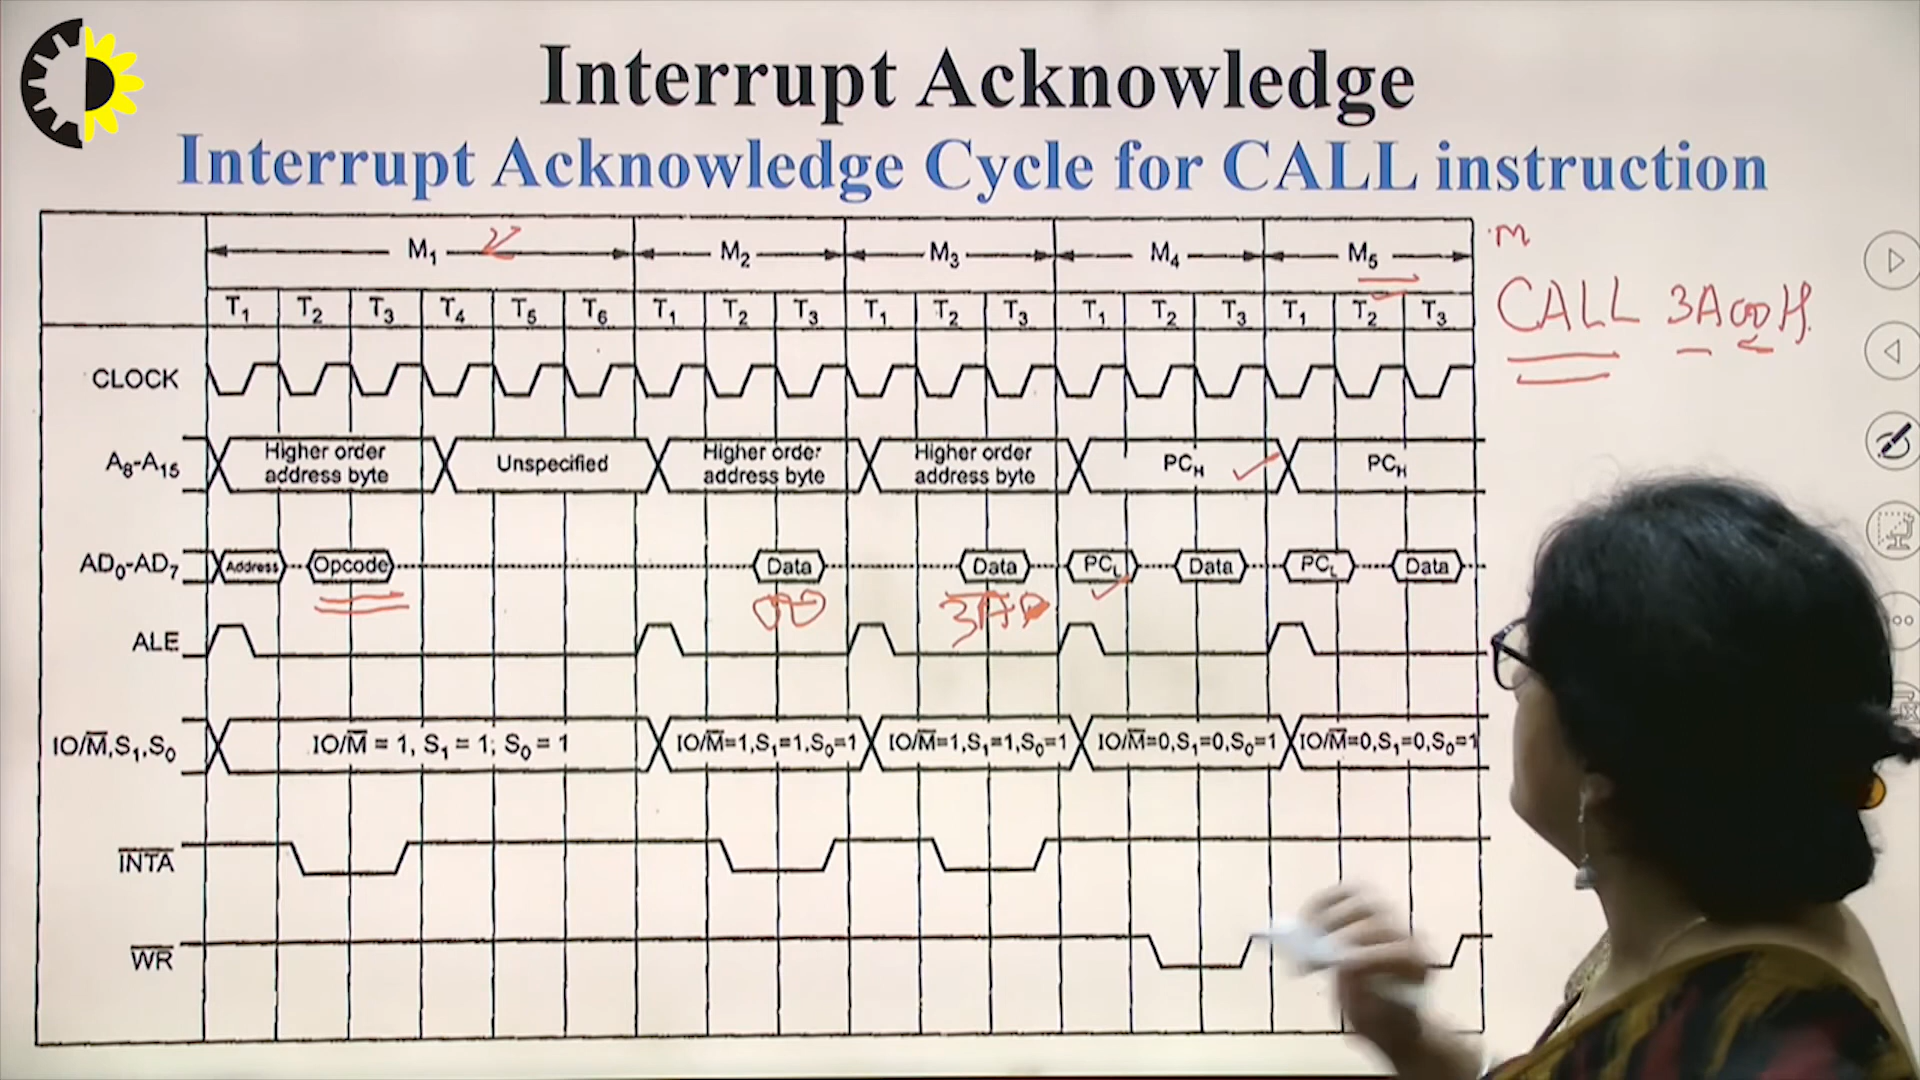 Interrupt Acknowledge
Interrupt Acknowledge Cycle for CALL instruction
M1 M2 M3 M4 M5
M
CALL 3A00H
T1 T2 T3 T4 T5 T6 T1 T2 T3 T1 T2 T3 T1 T2 T3 T1 T2 T3
CLOCK
A8-A15 Higher order address byte Unspecified Higher order address byte Higher order address byte PCH PCH
AD0-AD7 Address Opcode Data Data PCL Data PCL Data
00 3A
ALE
IO/M̅,S1,S0 IO/M̅ = 1, S1 = 1, S0 = 1 IO/M̅=1,S1=1,S0=1 IO/M̅=1,S1=1,S0=1 IO/M̅=0,S1=0,S0=1 IO/M̅=0,S1=0,S0=1
I̅N̅T̅A̅
W̅R̅